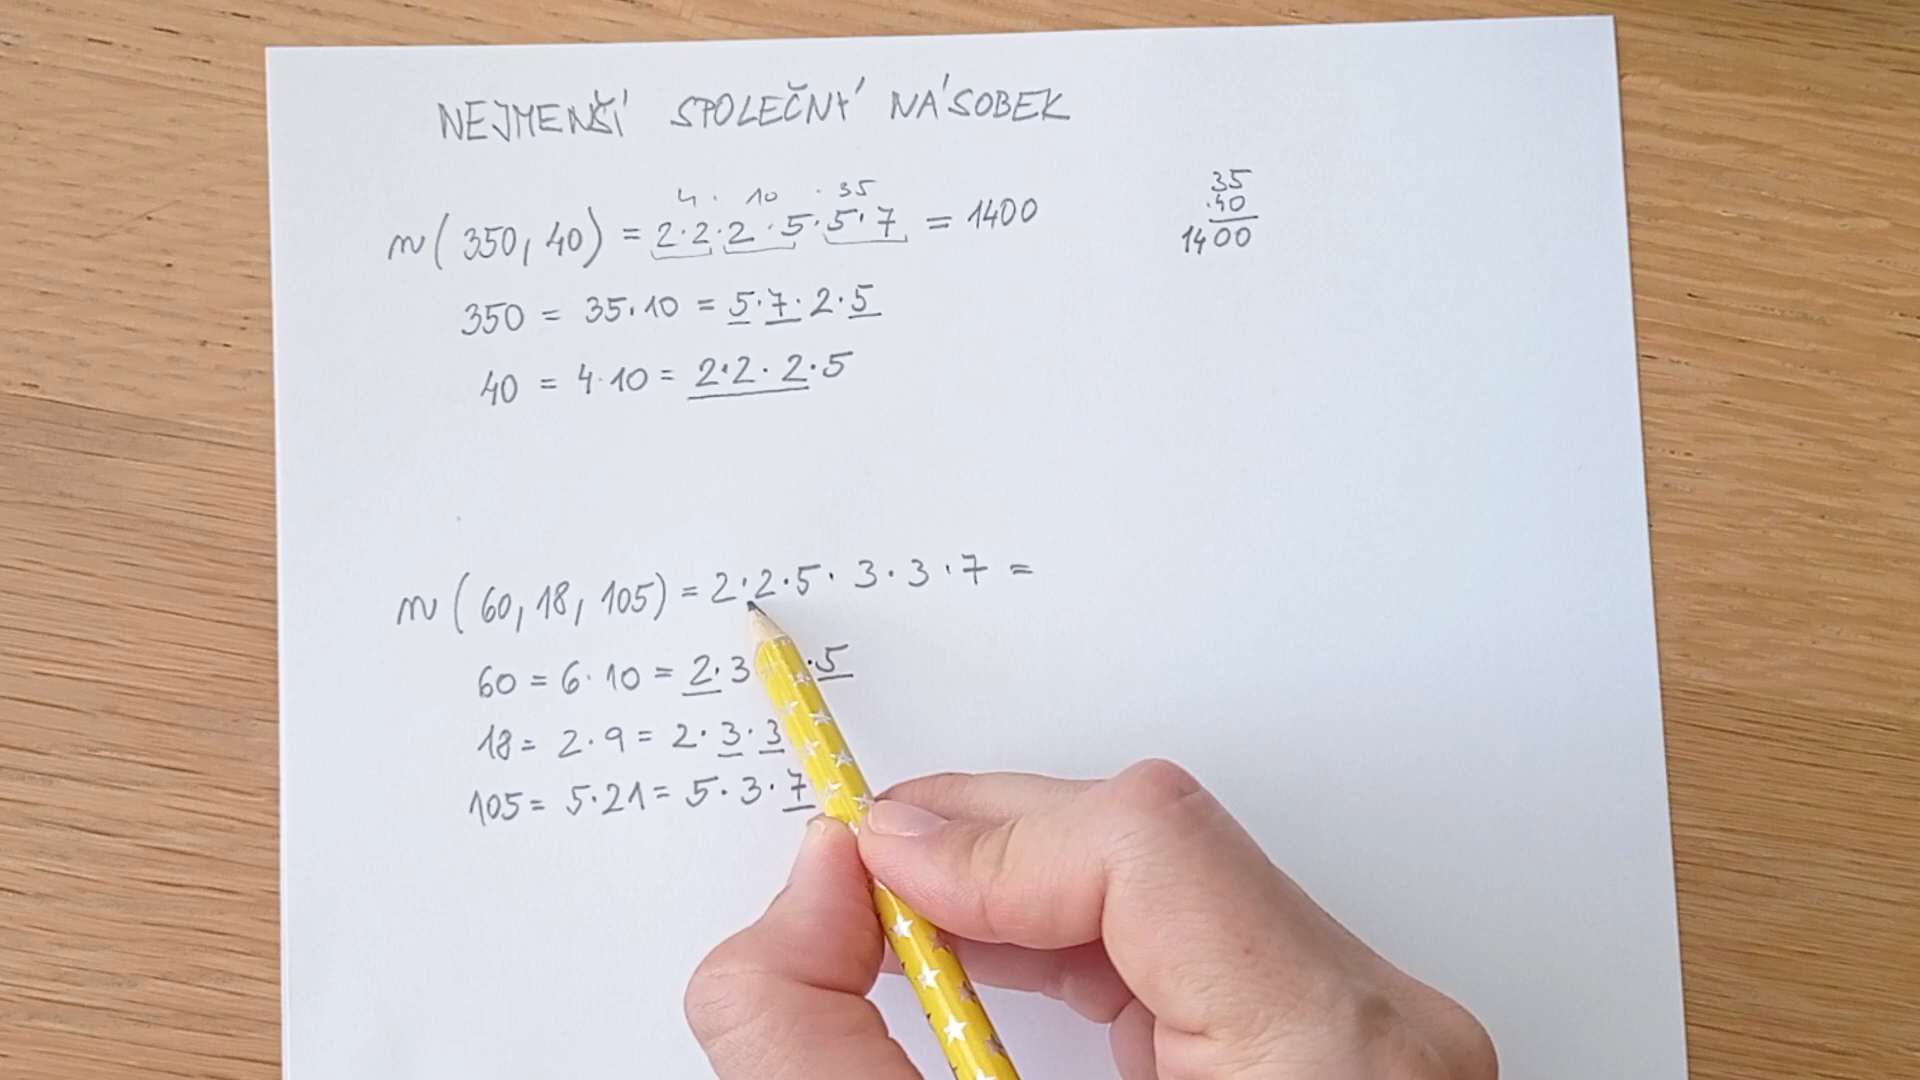 NEJMENŠÍ SPOLEČNÝ NÁSOBEK
4 · 10 · 35
n(350, 40) = 2·2·2·5·5·7 = 1400
350 = 35·10 = 5·7·2·5
40 = 4·10 = 2·2·2·5
35
·40
1400
n(60, 18, 105) = 2·2·5·3·3·7 =
60 = 6·10 = 2·3 ·5
18 = 2·9 = 2·3·3
105 = 5·21 = 5·3·7